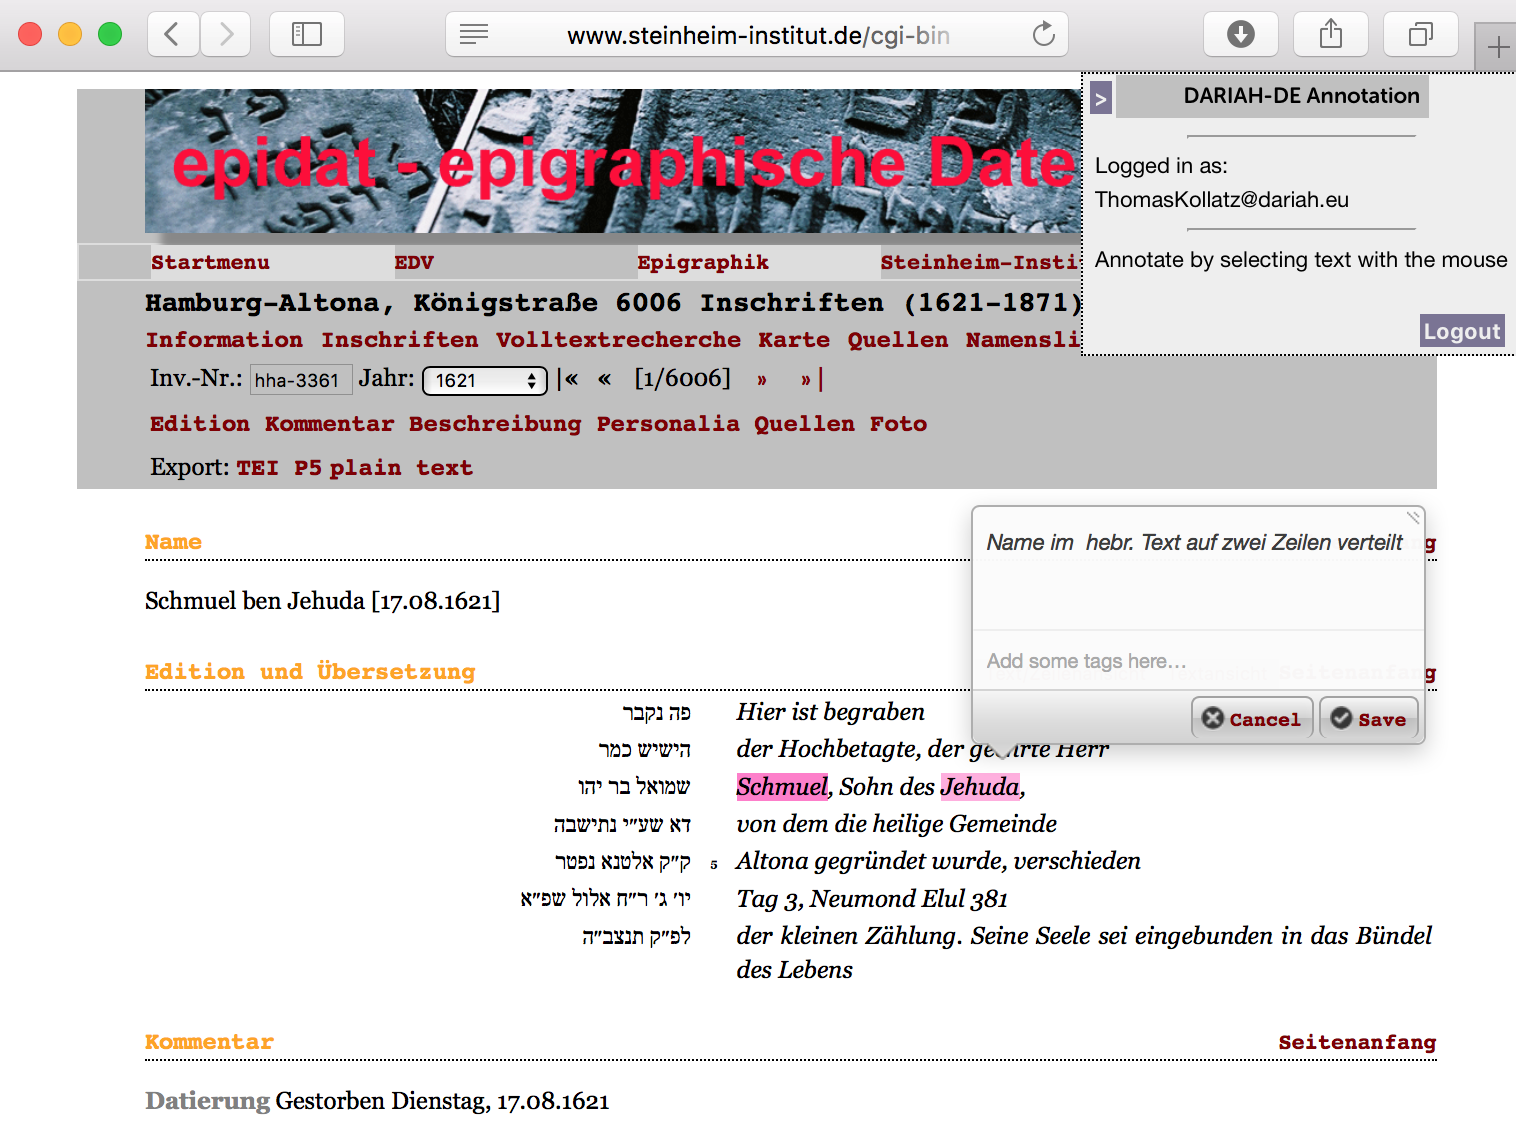 www.steinheim-institut.de/cgi-bin
> DARIAH-DE Annotation
Logged in as:
ThomasKollatz@dariah.eu
Annotate by selecting text with the mouse
Logout
epidat - epigraphische Date
Startmenu EDV Epigraphik Steinheim-Insti
Hamburg-Altona, Königstraße 6006 Inschriften (1621-1871)
Information Inschriften Volltextrecherche Karte Quellen Namensli
Inv.-Nr.: hha-3361 Jahr: 1621 |« « [1/6006] » »|
Edition Kommentar Beschreibung Personalia Quellen Foto
Export: TEI P5 plain text
Name
Schmuel ben Jehuda [17.08.1621]
Name im hebr. Text auf zwei Zeilen verteilt
Add some tags here...
Cancel Save
Edition und Übersetzung
פה נקבר Hier ist begraben
הישיש כמר der Hochbetagte, der geehrte Herr
שמואל בר יהו Schmuel, Sohn des Jehuda,
דא שע״י נתישבה von dem die heilige Gemeinde
ק״ק אלטנא נפטר 5 Altona gegründet wurde, verschieden
יו׳ ג׳ ר״ח אלול שפ״א Tag 3, Neumond Elul 381
לפ״ק תנצב״ה der kleinen Zählung. Seine Seele sei eingebunden in das Bündel
des Lebens
Kommentar Seitenanfang
Datierung Gestorben Dienstag, 17.08.1621